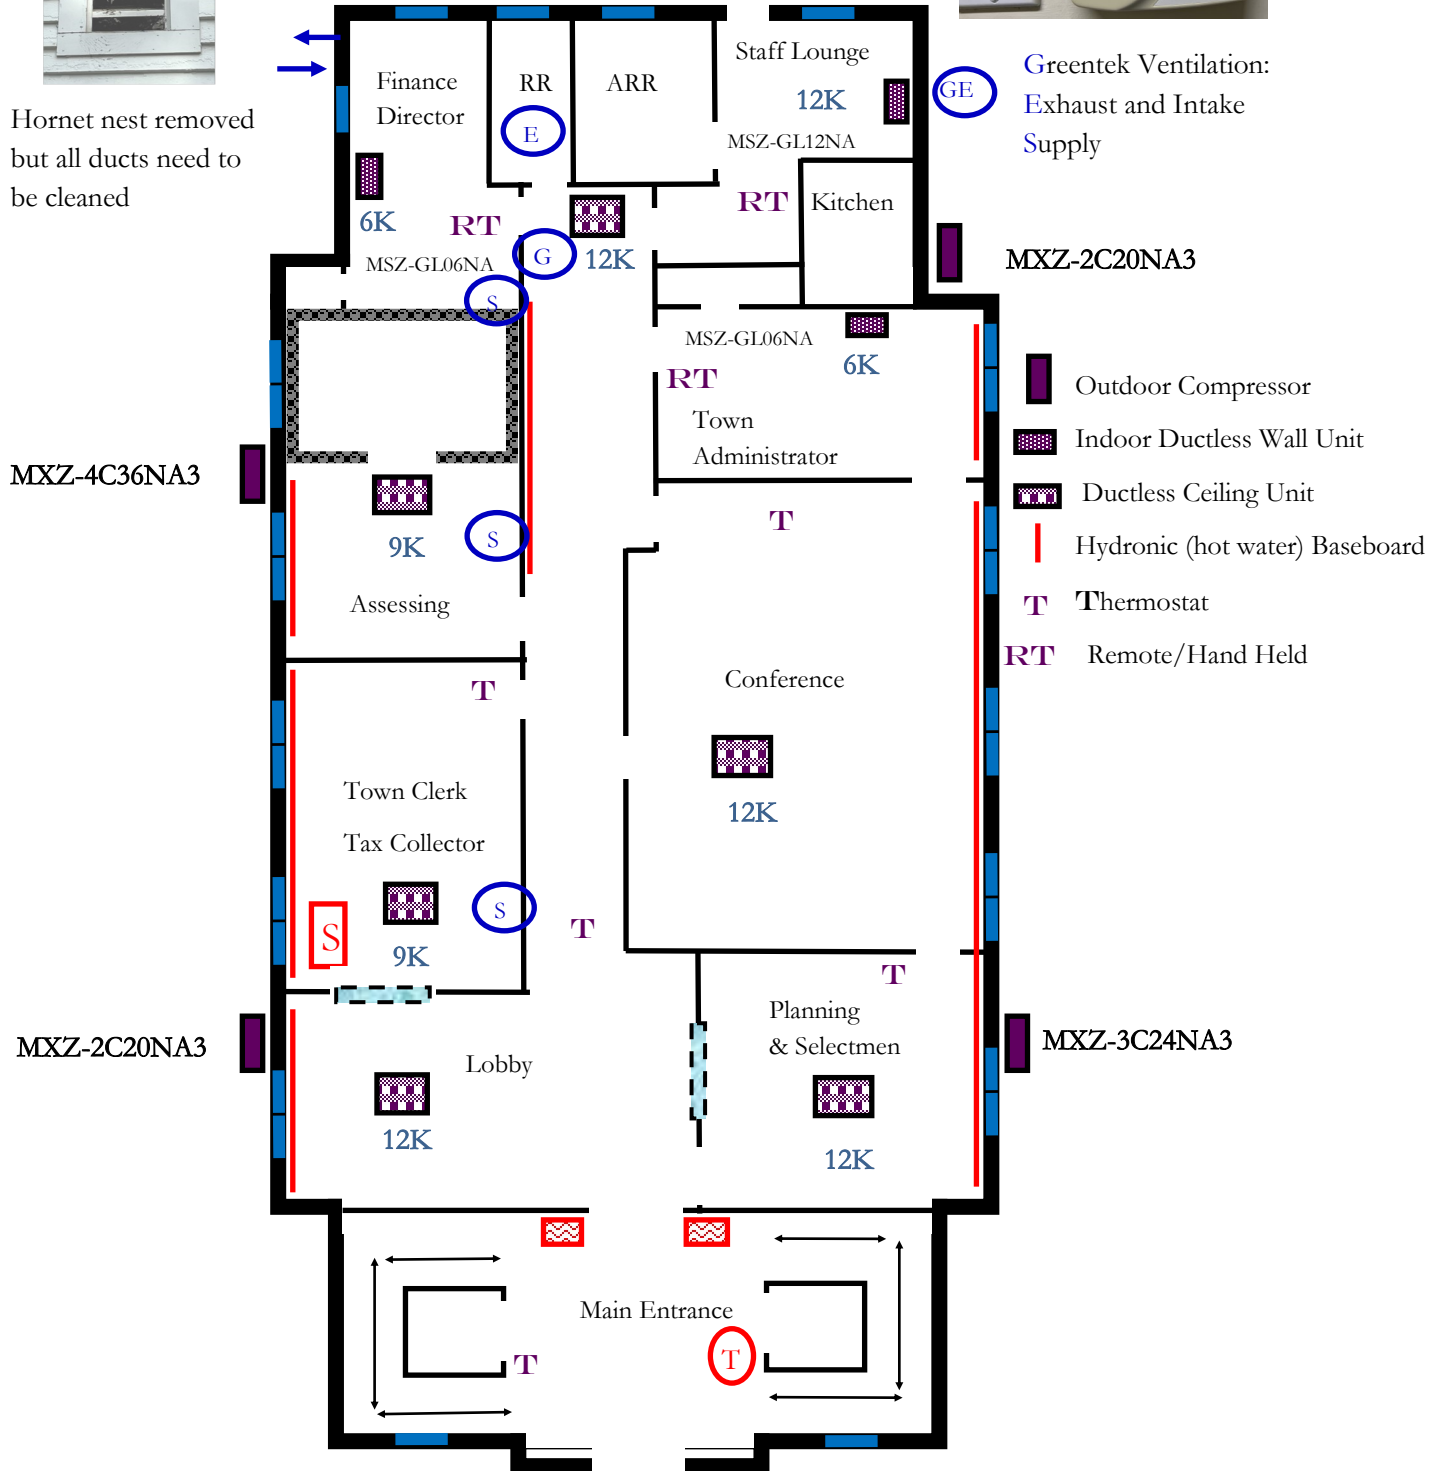 Hornet nest removed
but all ducts need to
be cleaned
Finance
Director
RR
E
ARR
Staff Lounge
12K
MSZ-GL12NA
GE
Greentek Ventilation:
Exhaust and Intake
Supply
6K
RT
MSZ-GL06NA
G
S
12K
RT
Kitchen
MXZ-2C20NA3
MSZ-GL06NA
6K
RT
Town
Administrator
Outdoor Compressor
Indoor Ductless Wall Unit
Ductless Ceiling Unit
Hydronic (hot water) Baseboard
T Thermostat
RT Remote/Hand Held
MXZ-4C36NA3
9K
S
Assessing
T
T
Conference
12K
Town Clerk
Tax Collector
S
S
9K
T
T
Planning
& Selectmen
12K
MXZ-3C24NA3
MXZ-2C20NA3
Lobby
12K
Main Entrance
T
T